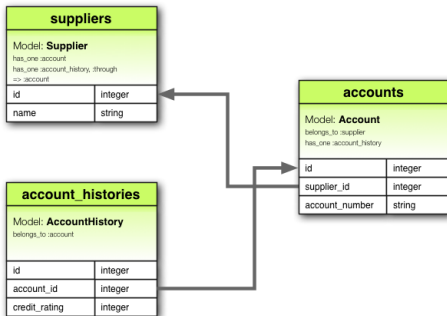 suppliers
Model: Supplier
has_one :account
has_one :account_history, :through
=> :account
id integer
name string
accounts
Model: Account
belongs_to :supplier
has_one :account_history
id integer
supplier_id integer
account_number string
account_histories
Model: AccountHistory
belongs_to :account
id integer
account_id integer
credit_rating integer